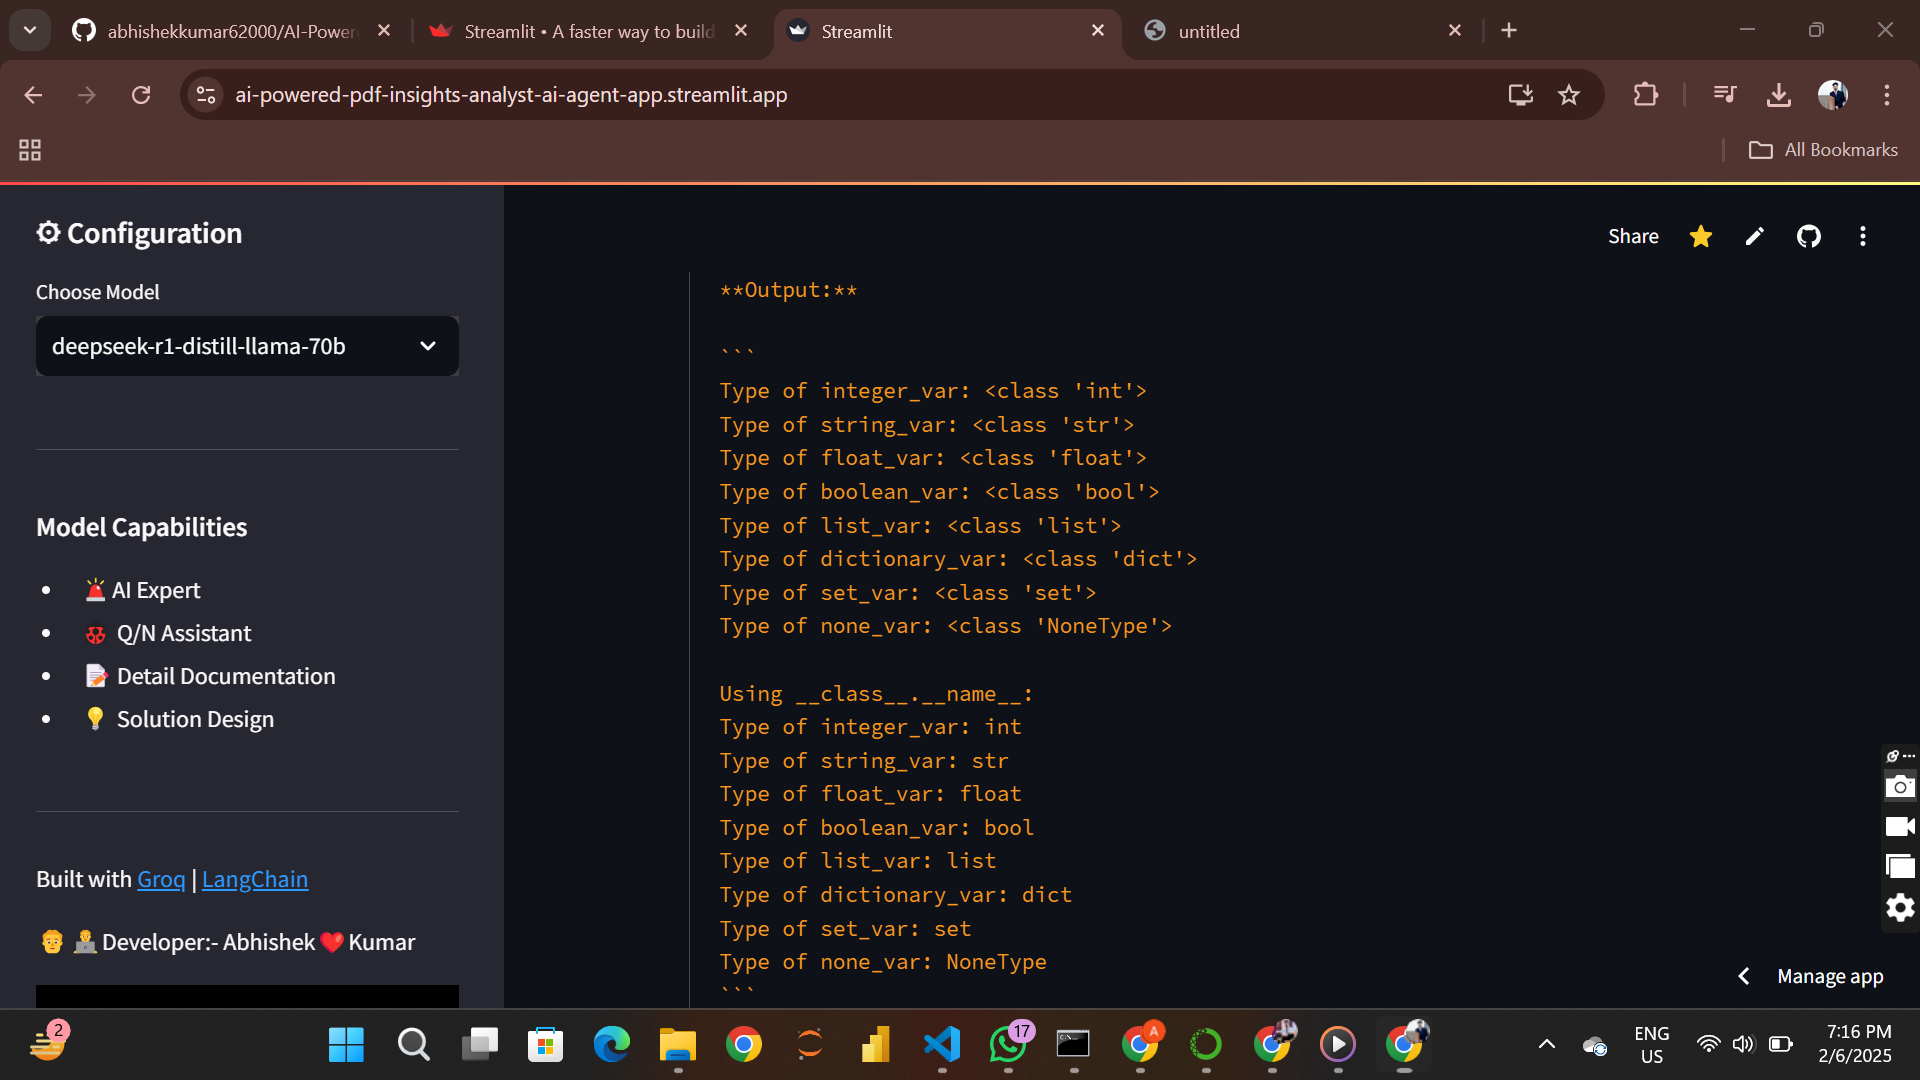 abhishekkumar62000/AI-Power
Streamlit • A faster way to build
Streamlit
untitled
ai-powered-pdf-insights-analyst-ai-agent-app.streamlit.app
All Bookmarks
Configuration
Choose Model
deepseek-r1-distill-llama-70b
Model Capabilities
AI Expert
Q/N Assistant
Detail Documentation
Solution Design
Built with Groq | LangChain
Developer:- Abhishek❤️Kumar
Share
**Output:**
```
Type of integer_var: <class 'int'>
Type of string_var: <class 'str'>
Type of float_var: <class 'float'>
Type of boolean_var: <class 'bool'>
Type of list_var: <class 'list'>
Type of dictionary_var: <class 'dict'>
Type of set_var: <class 'set'>
Type of none_var: <class 'NoneType'>
Using __class__.__name__:
Type of integer_var: int
Type of string_var: str
Type of float_var: float
Type of boolean_var: bool
Type of list_var: list
Type of dictionary_var: dict
Type of set_var: set
Type of none_var: NoneType
```
Manage app
2
17
A
ENG
US
7:16 PM
2/6/2025